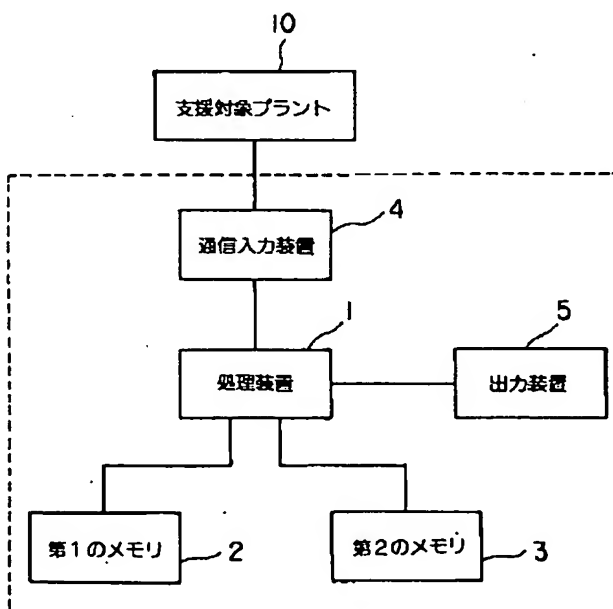 10
支援対象プラント
4
通信入力装置
1
5
処理装置
出力装置
第1のメモリ
2
第2のメモリ
3